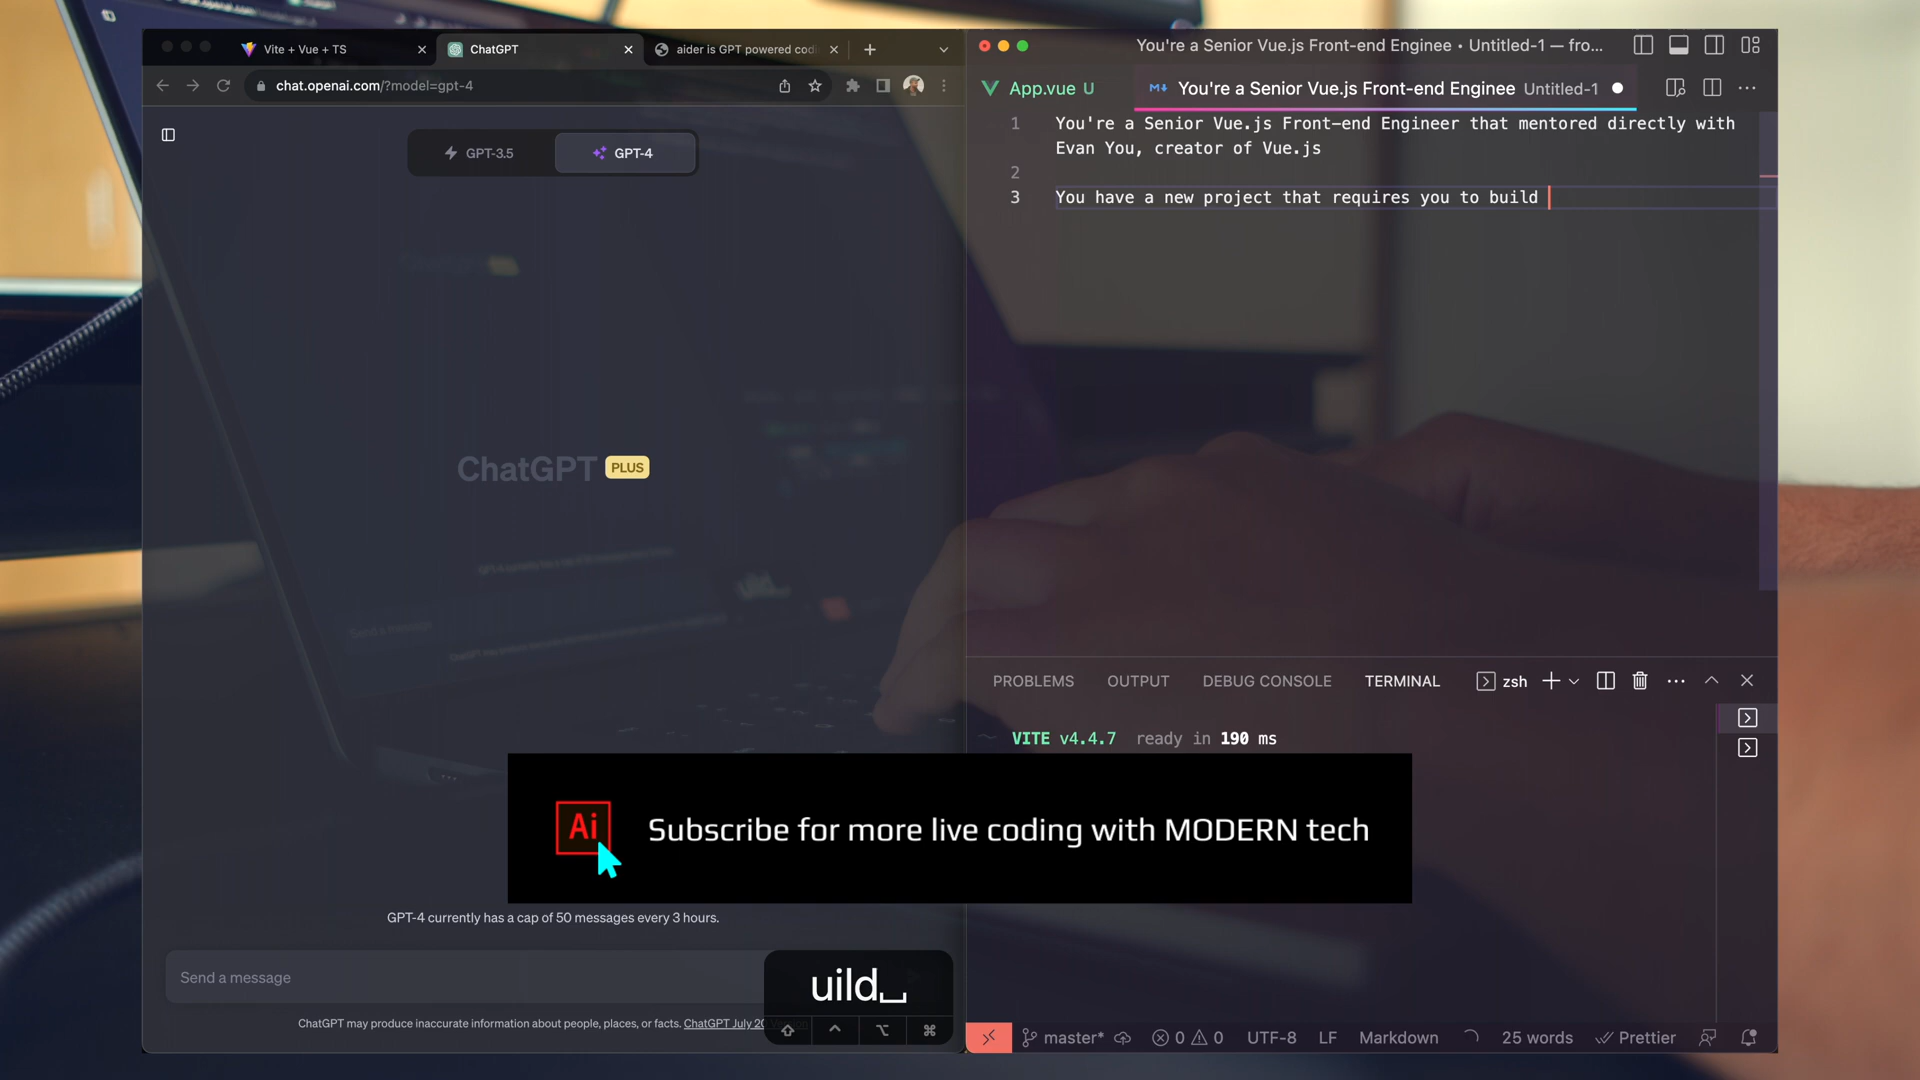 Vite + Vue + TS
ChatGPT
aider is GPT powered codi
chat.openai.com/?model=gpt-4
GPT-3.5
GPT-4
ChatGPT PLUS
GPT-4 currently has a cap of 50 messages every 3 hours.
Send a message
ChatGPT may produce inaccurate information about people, places, or facts. ChatGPT July 20
uild
You're a Senior Vue.js Front-end Enginee • Untitled-1 — fro...
App.vue U
You're a Senior Vue.js Front-end Enginee Untitled-1
1 You're a Senior Vue.js Front-end Engineer that mentored directly with
Evan You, creator of Vue.js
2
3 You have a new project that requires you to build
PROBLEMS OUTPUT DEBUG CONSOLE TERMINAL zsh
VITE v4.4.7 ready in 190 ms
Ai
Subscribe for more live coding with MODERN tech
master* 0 0 UTF-8 LF Markdown 25 words Prettier